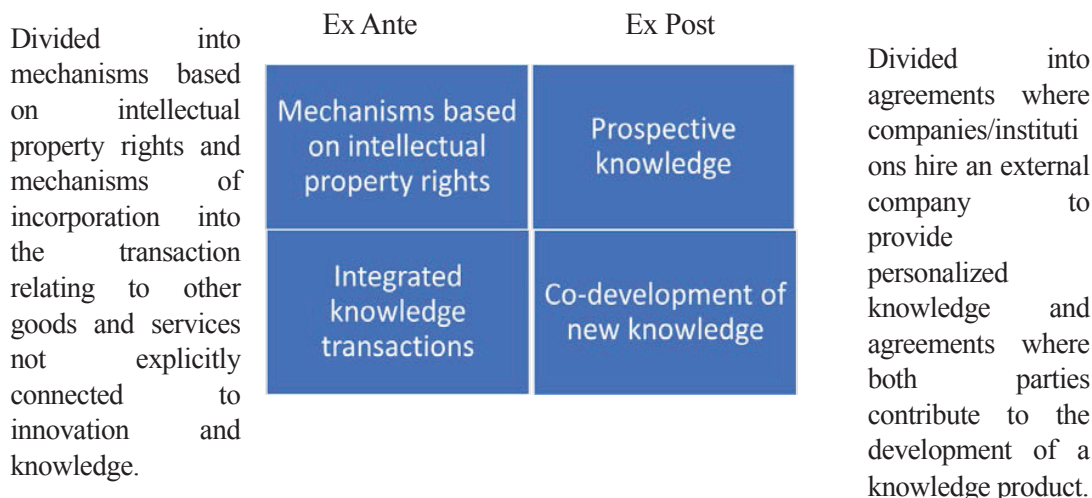 Divided into
mechanisms based
on intellectual
property rights and
mechanisms of
incorporation into
the transaction
relating to other
goods and services
not explicitly
connected to
innovation and
knowledge.
Ex Ante
Ex Post
Mechanisms based
on intellectual
property rights
Prospective
knowledge
Integrated
knowledge
transactions
Co-development of
new knowledge
Divided into
agreements where
companies/instituti
ons hire an external
company to
provide
personalized
knowledge and
agreements where
both parties
contribute to the
development of a
knowledge product.